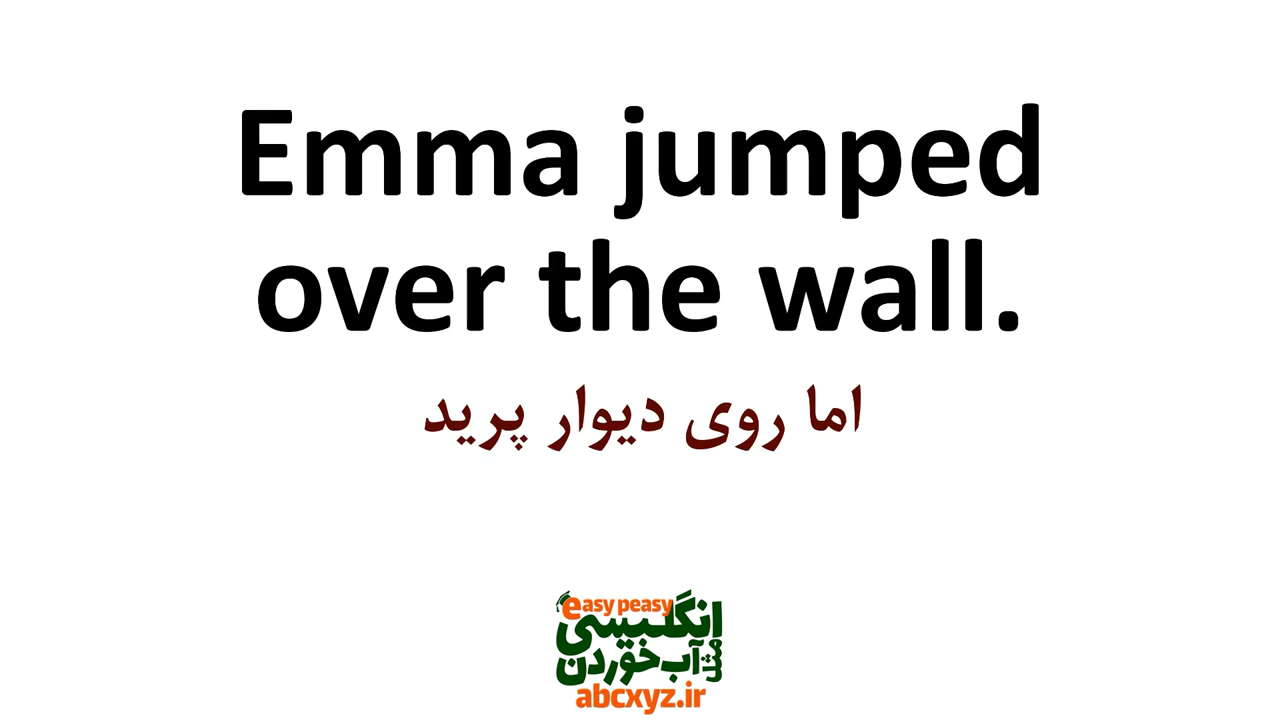 Emma jumped
over the wall.
اما روی دیوار پرید
easy peasy
انگلیسی
مثل آب خوردن
abcxyz.ir